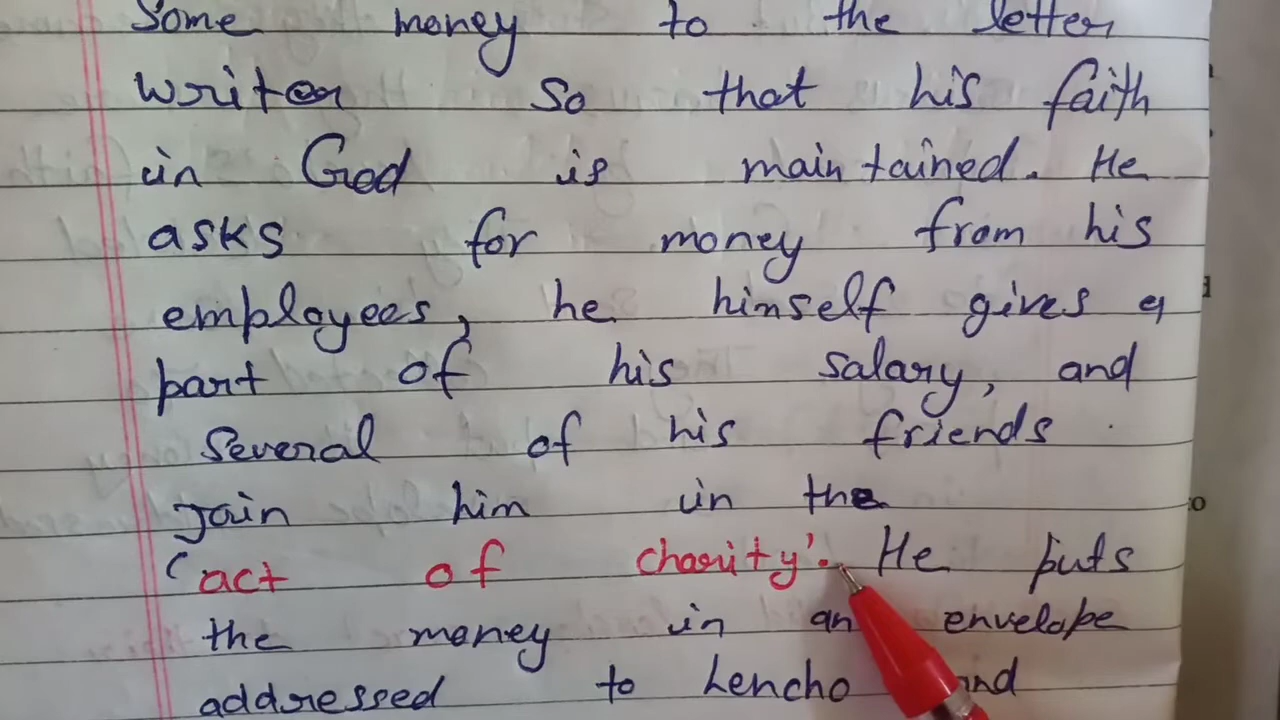 Some money to the letter
writer so that his faith
in God is maintained. He
asks for money from his
employees, he himself gives a
part of his salary, and
several of his friends
join him in the
'act of charity'. He puts
the money in an envelope
addressed to Lencho and